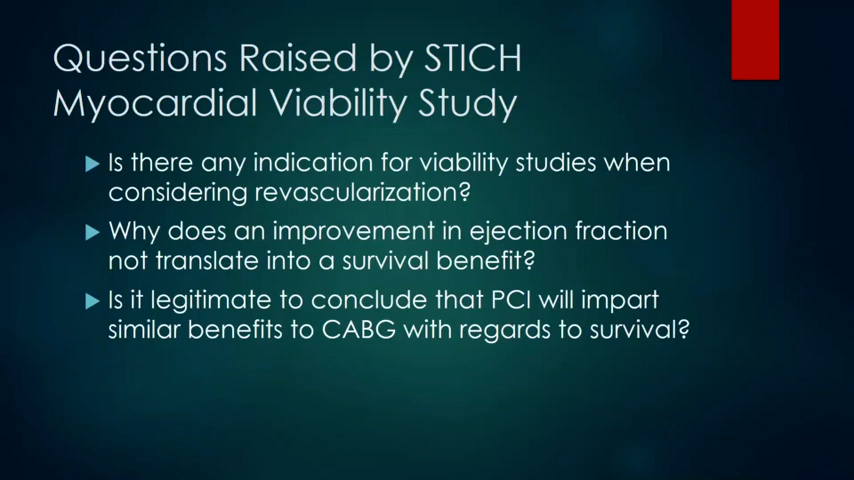 Questions Raised by STICH
Myocardial Viability Study
Is there any indication for viability studies when
considering revascularization?
Why does an improvement in ejection fraction
not translate into a survival benefit?
Is it legitimate to conclude that PCI will impart
similar benefits to CABG with regards to survival?